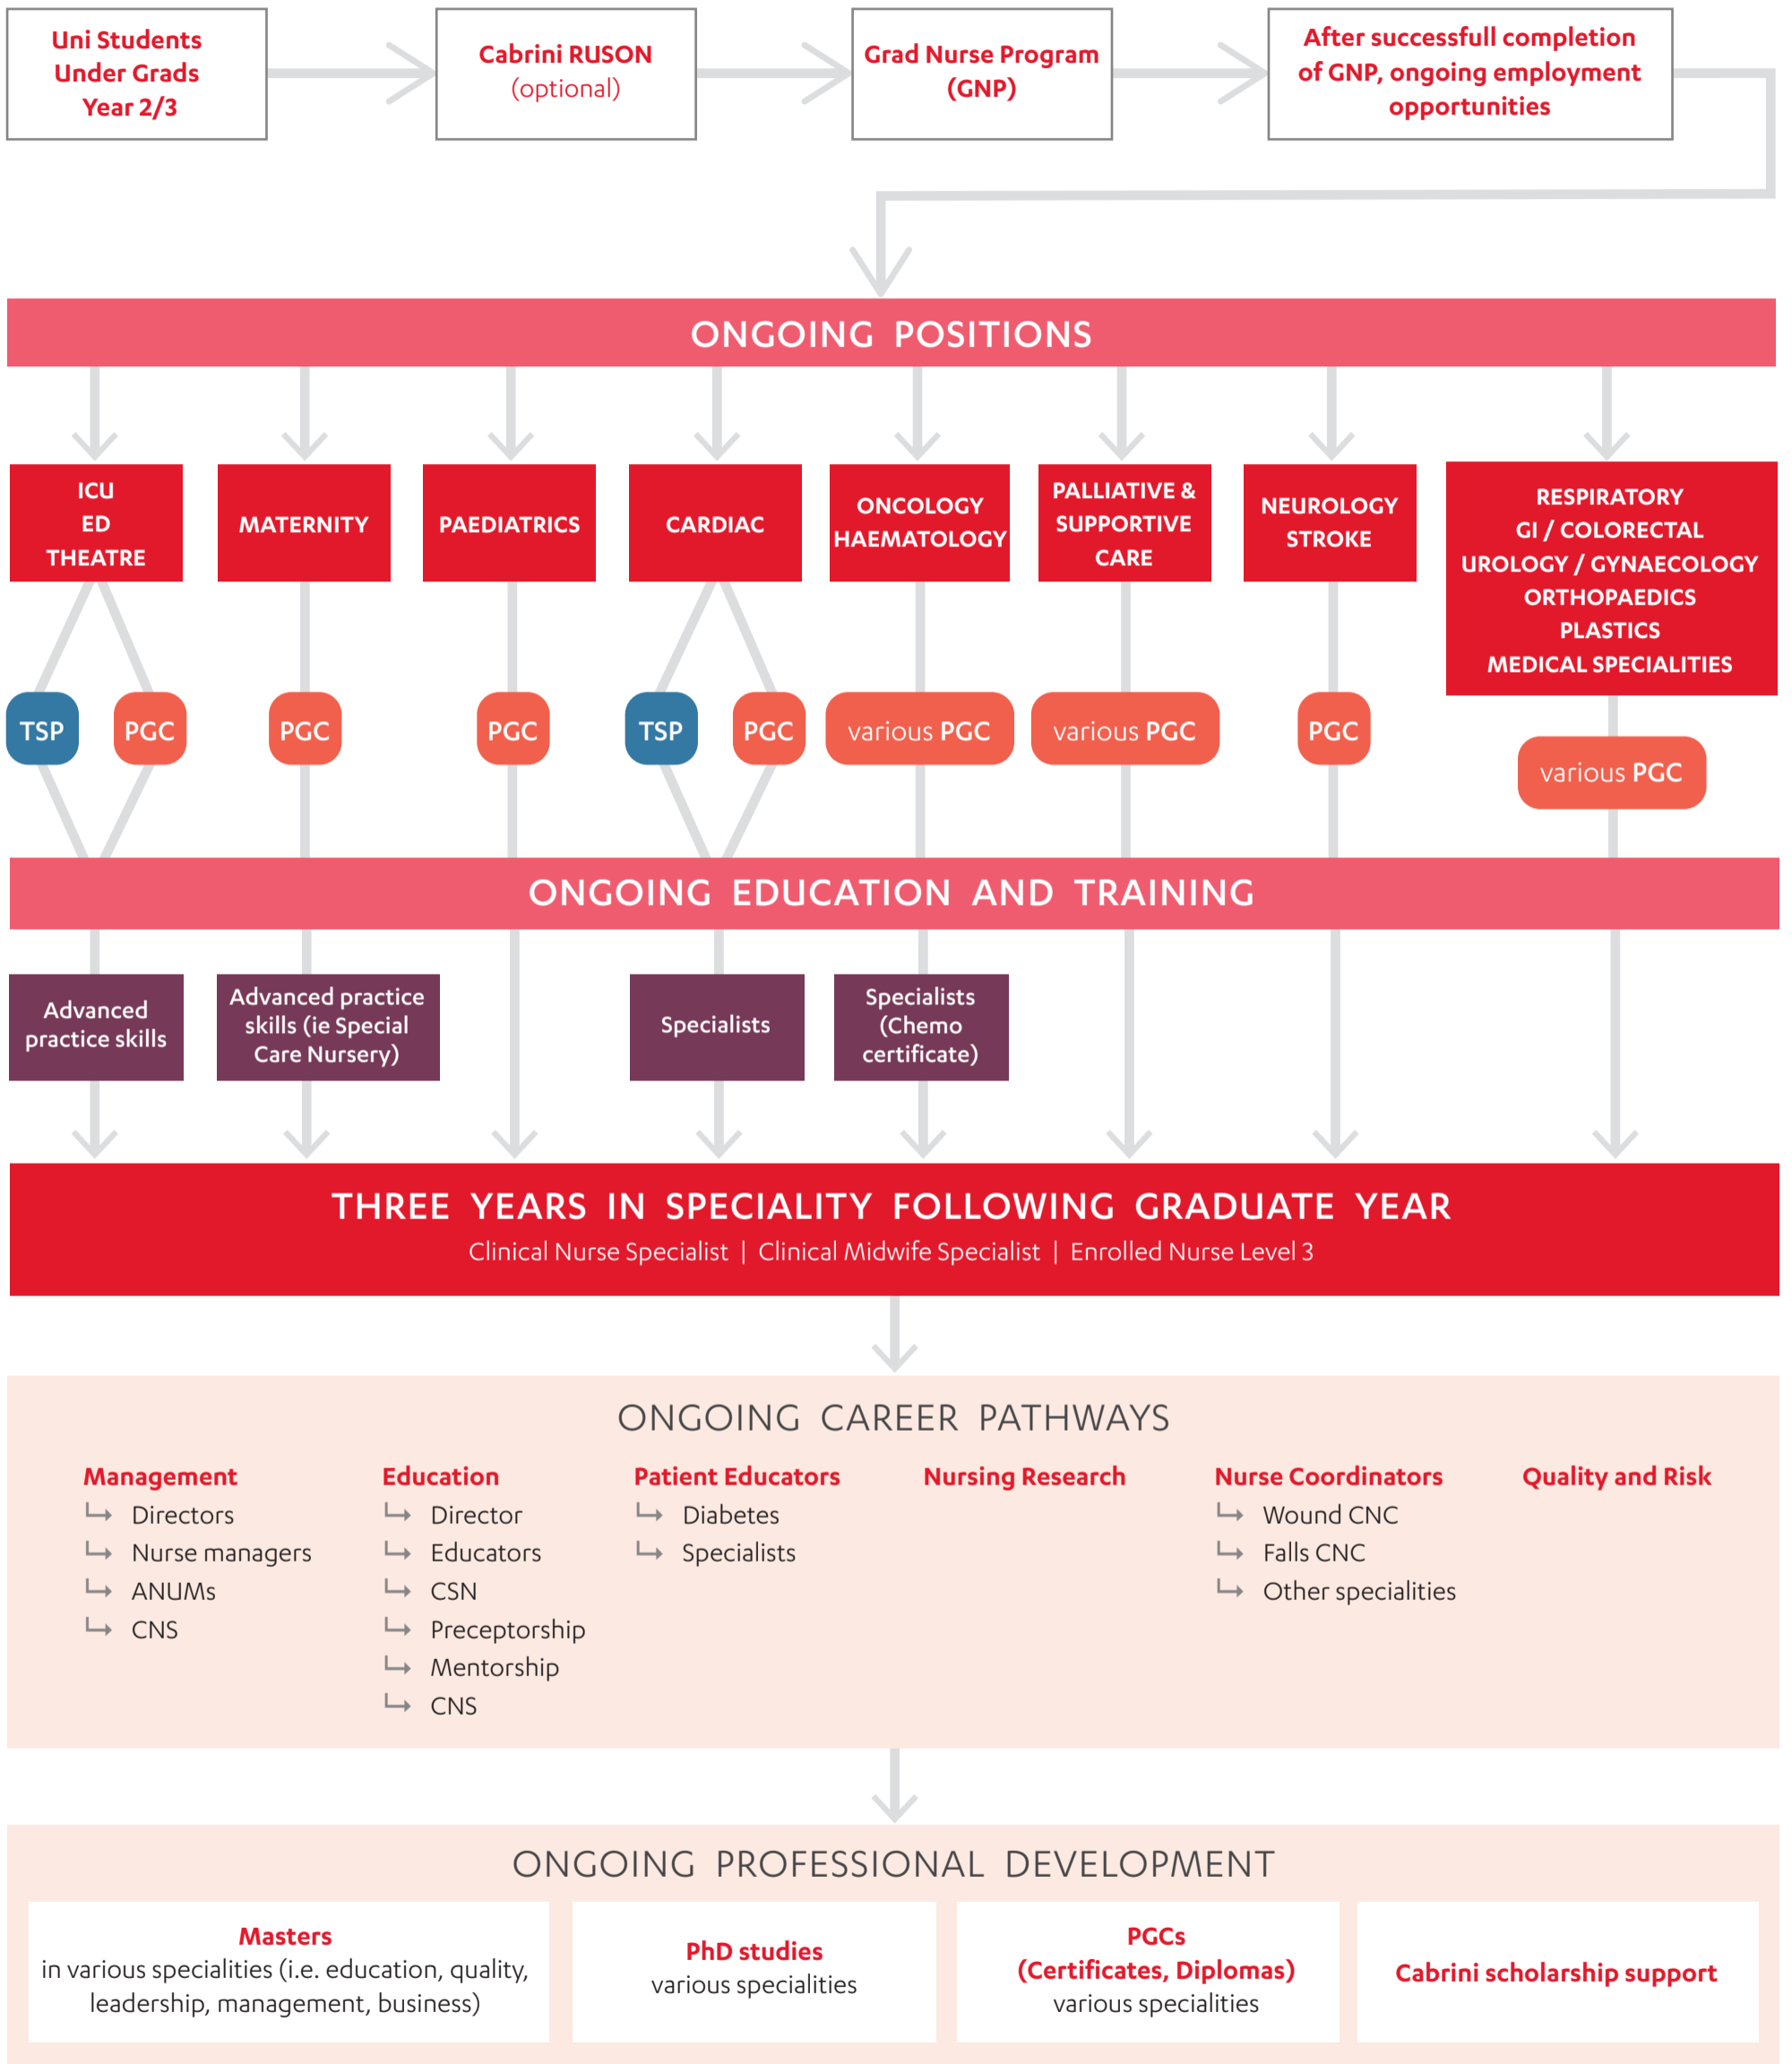 Uni Students
Under Grads
Year 2/3
Cabrini RUSON
(optional)
Grad Nurse Program
(GNP)
After successfull completion
of GNP, ongoing employment
opportunities
ONGOING POSITIONS
ICU
ED
THEATRE
MATERNITY
PAEDIATRICS
CARDIAC
ONCOLOGY
HAEMATOLOGY
PALLIATIVE &
SUPPORTIVE
CARE
NEUROLOGY
STROKE
RESPIRATORY
GI / COLORECTAL
UROLOGY / GYNAECOLOGY
ORTHOPAEDICS
PLASTICS
MEDICAL SPECIALITIES
TSP
PGC
PGC
PGC
TSP
PGC
various PGC
various PGC
PGC
various PGC
ONGOING EDUCATION AND TRAINING
Advanced
practice skills
Advanced practice
skills (ie Special
Care Nursery)
Specialists
Specialists
(Chemo
certificate)
THREE YEARS IN SPECIALITY FOLLOWING GRADUATE YEAR
Clinical Nurse Specialist | Clinical Midwife Specialist | Enrolled Nurse Level 3
ONGOING CAREER PATHWAYS
Management
Directors
Nurse managers
ANUMs
CNS
Education
Director
Educators
CSN
Preceptorship
Mentorship
CNS
Patient Educators
Diabetes
Specialists
Nursing Research
Nurse Coordinators
Wound CNC
Falls CNC
Other specialities
Quality and Risk
ONGOING PROFESSIONAL DEVELOPMENT
Masters
in various specialities (i.e. education, quality,
leadership, management, business)
PhD studies
various specialities
PGCs
(Certificates, Diplomas)
various specialities
Cabrini scholarship support